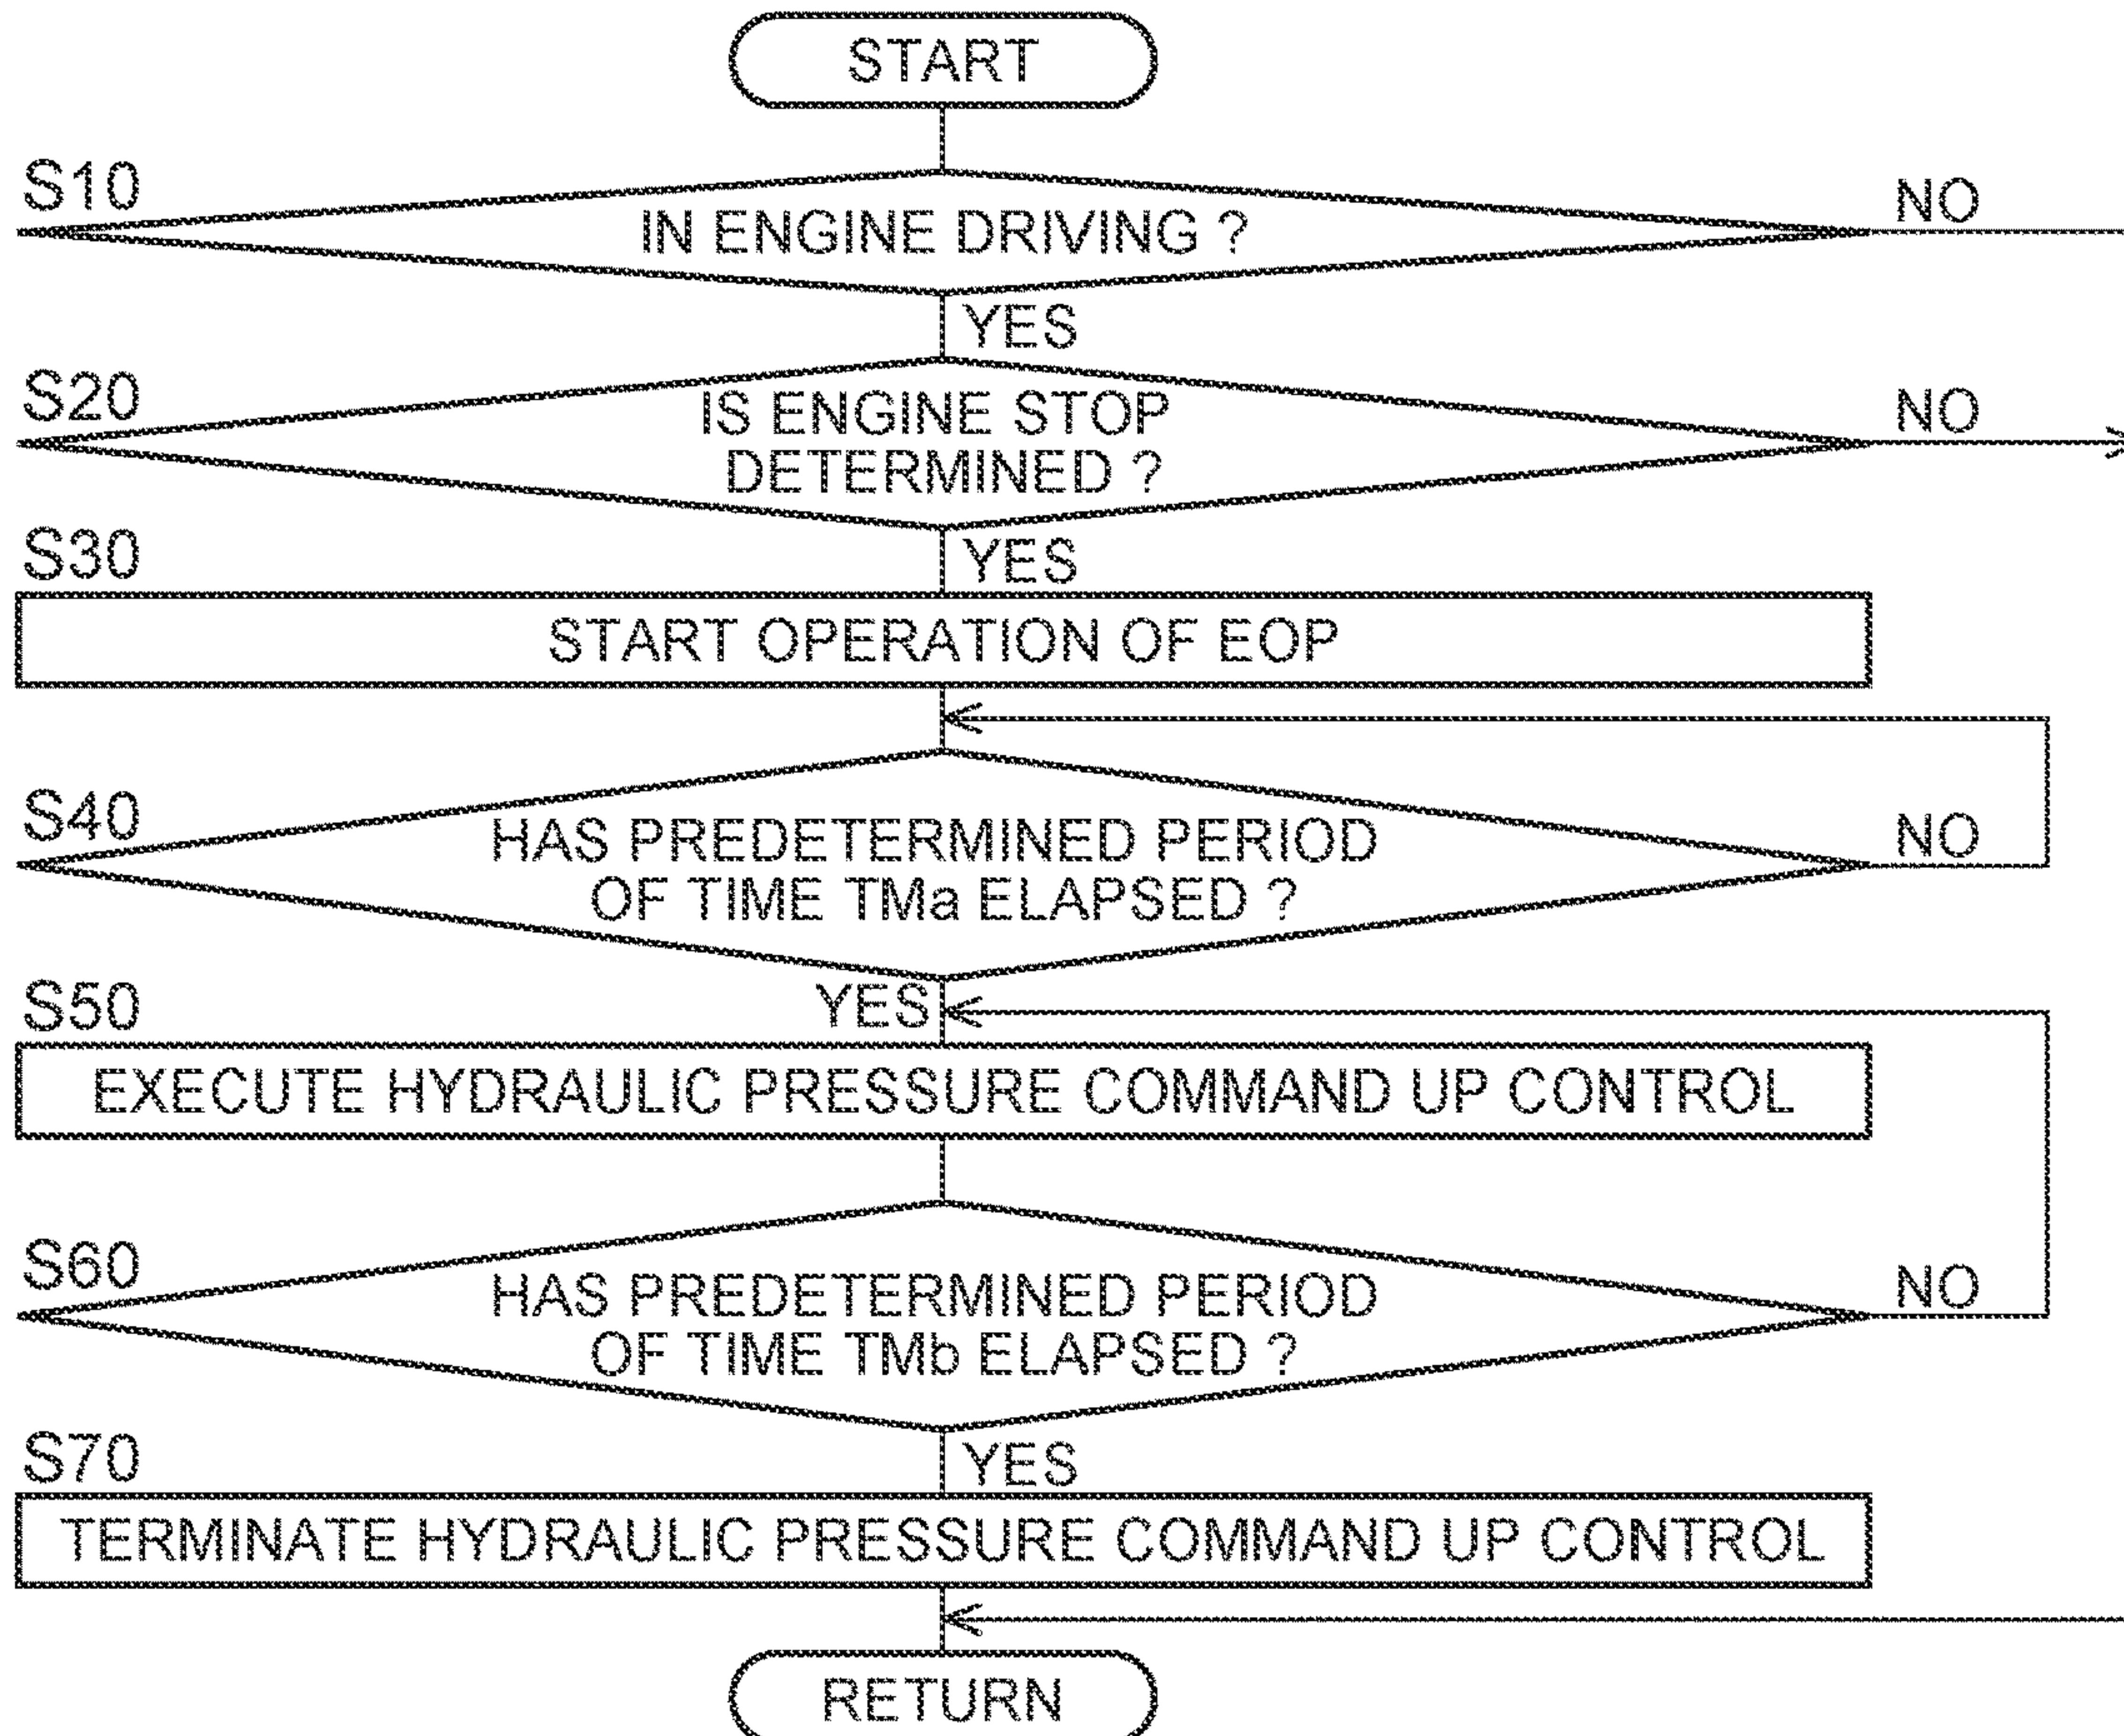 START
S10
IN ENGINE DRIVING ?
NO
YES
S20
IS ENGINE STOP
DETERMINED ?
NO
YES
S30
START OPERATION OF EOP
S40
HAS PREDETERMINED PERIOD
OF TIME TMa ELAPSED ?
NO
YES
S50
EXECUTE HYDRAULIC PRESSURE COMMAND UP CONTROL
S60
HAS PREDETERMINED PERIOD
OF TIME TMb ELAPSED ?
NO
YES
S70
TERMINATE HYDRAULIC PRESSURE COMMAND UP CONTROL
RETURN